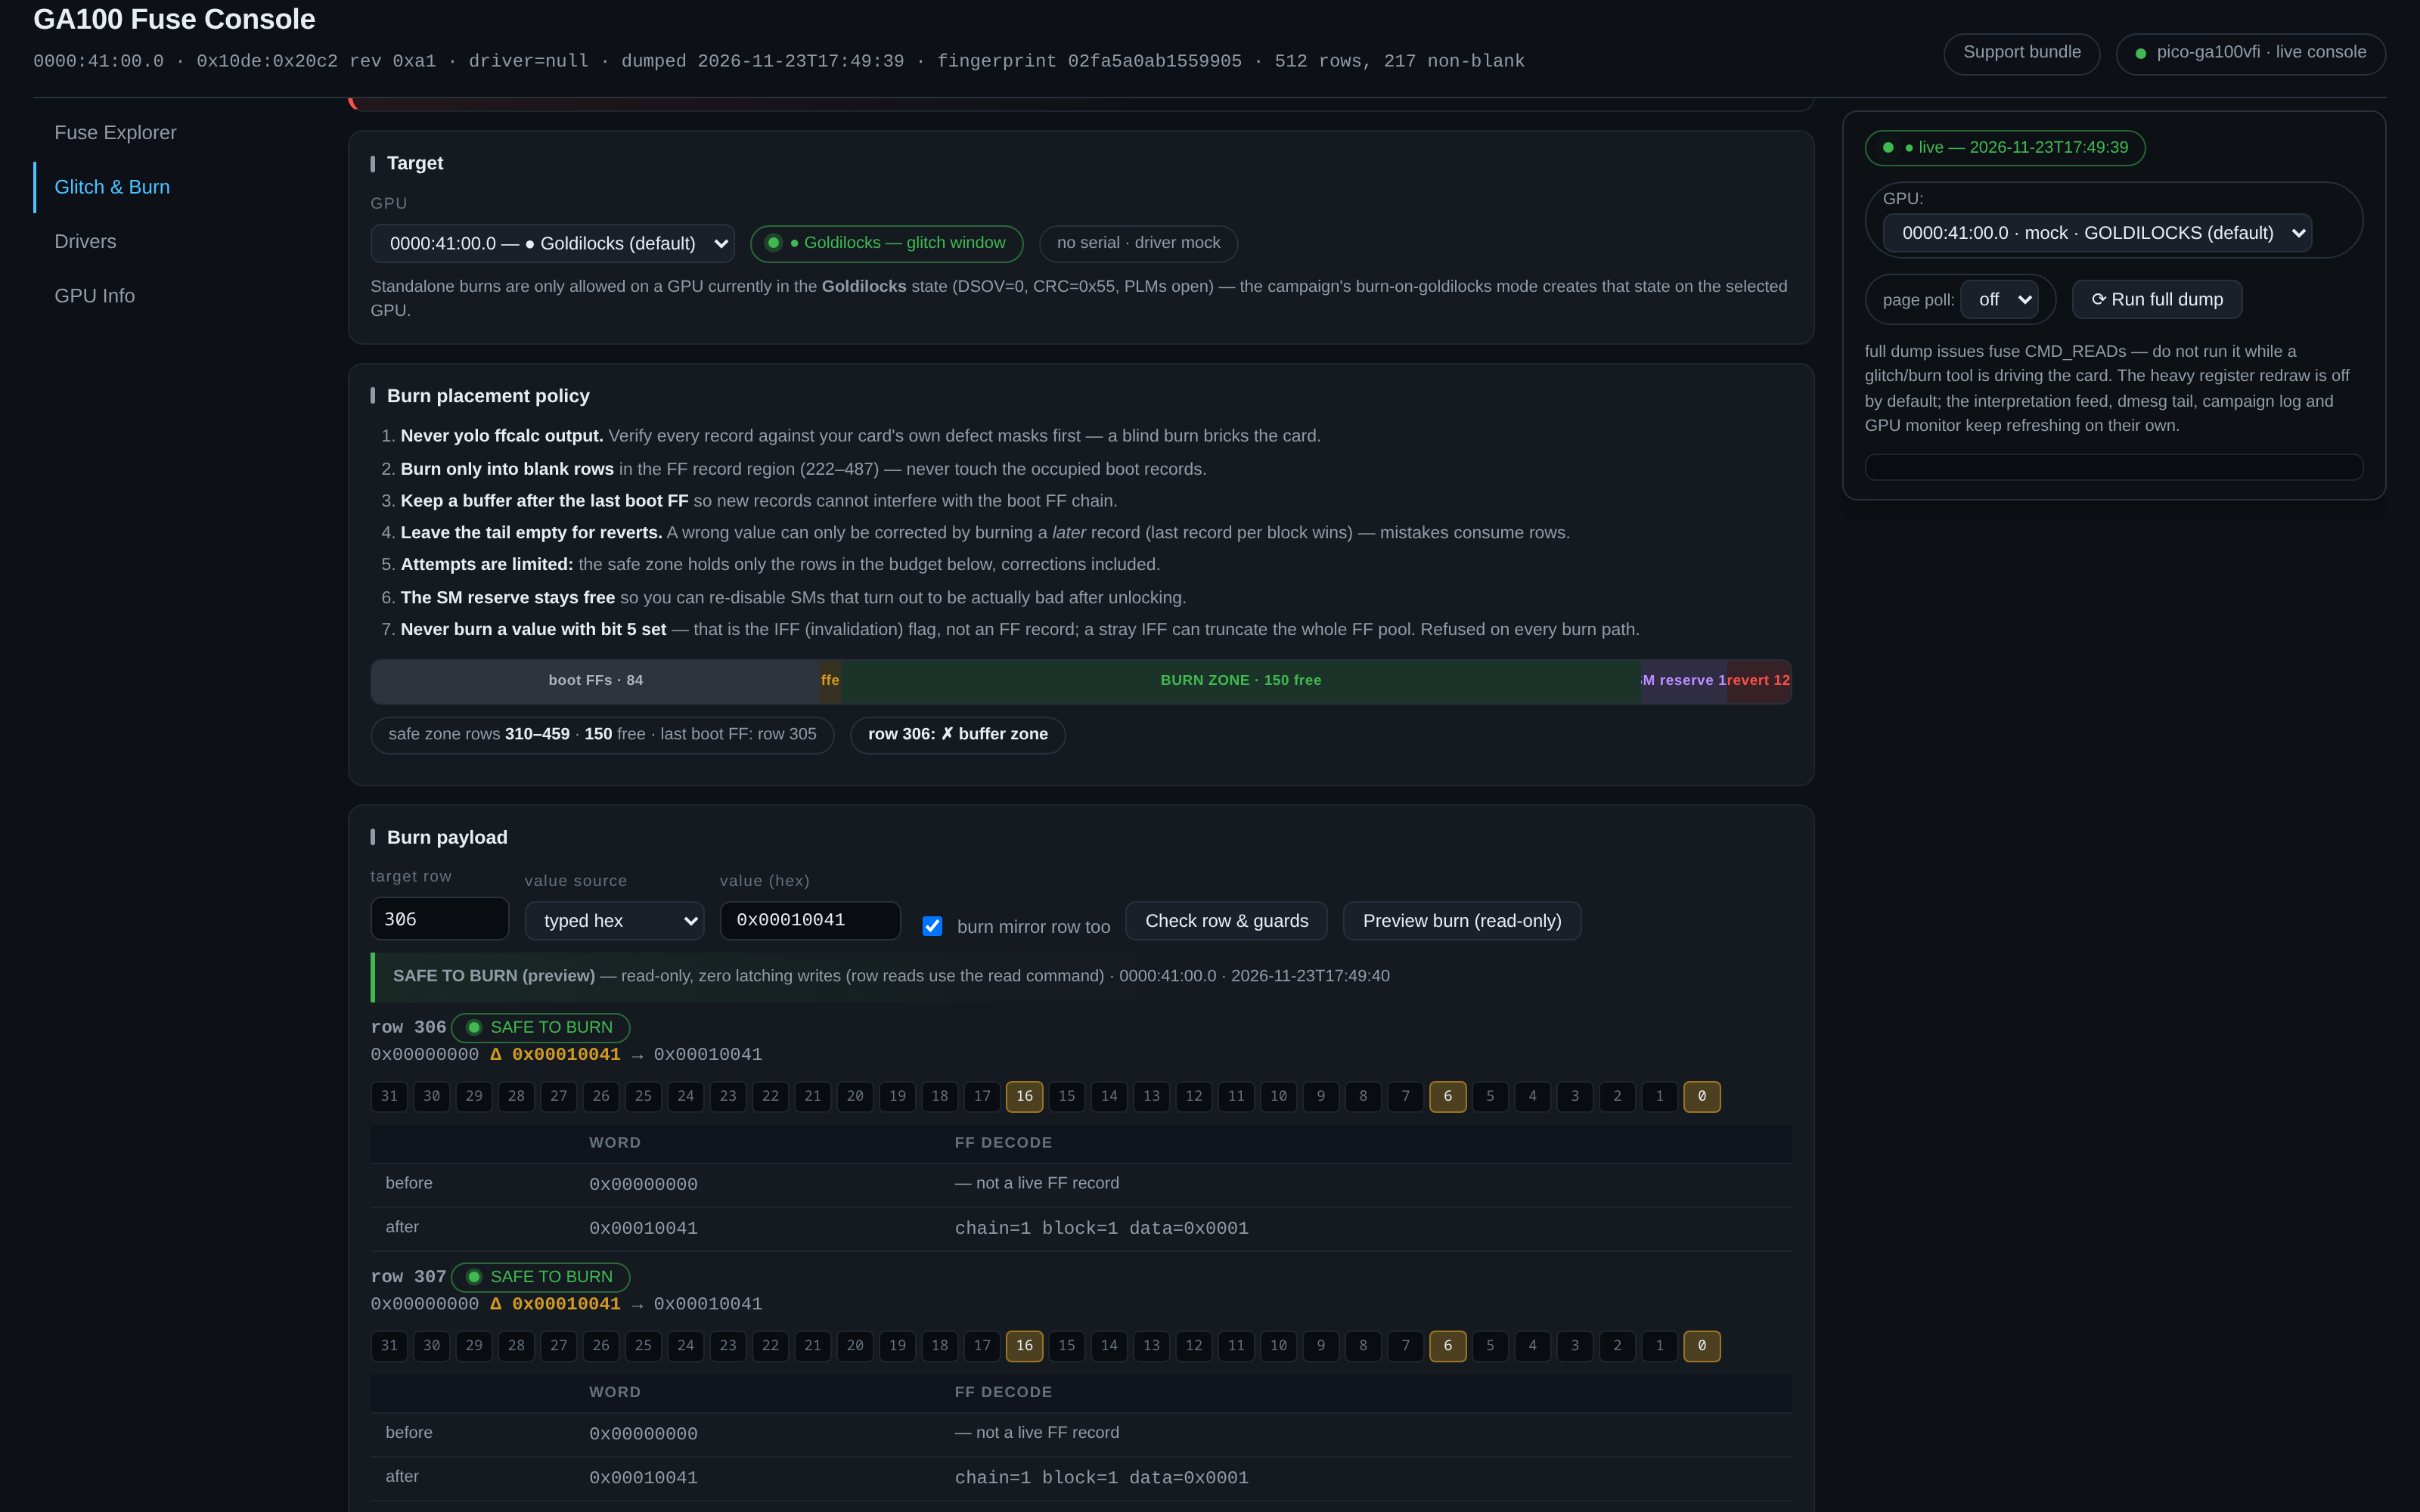 GA100 Fuse Console
0000:41:00.0 · 0x10de:0x20c2 rev 0xa1 · driver=null · dumped 2026-11-23T17:49:39 · fingerprint 02fa5a0ab1559905 · 512 rows, 217 non-blank
Support bundle
pico-ga100vfi · live console
Fuse Explorer
Glitch & Burn
Drivers
GPU Info
Target
GPU
0000:41:00.0 — ● Goldilocks (default)
● Goldilocks — glitch window
no serial · driver mock
Standalone burns are only allowed on a GPU currently in the Goldilocks state (DSOV=0, CRC=0x55, PLMs open) — the campaign's burn-on-goldilocks mode creates that state on the selected
GPU.
Burn placement policy
1. Never yolo ffcalc output. Verify every record against your card's own defect masks first — a blind burn bricks the card.
2. Burn only into blank rows in the FF record region (222–487) — never touch the occupied boot records.
3. Keep a buffer after the last boot FF so new records cannot interfere with the boot FF chain.
4. Leave the tail empty for reverts. A wrong value can only be corrected by burning a later record (last record per block wins) — mistakes consume rows.
5. Attempts are limited: the safe zone holds only the rows in the budget below, corrections included.
6. The SM reserve stays free so you can re-disable SMs that turn out to be actually bad after unlocking.
7. Never burn a value with bit 5 set — that is the IFF (invalidation) flag, not an FF record; a stray IFF can truncate the whole FF pool. Refused on every burn path.
boot FFs · 84
ffe
BURN ZONE · 150 free
M reserve 1
revert 12
safe zone rows 310–459 · 150 free · last boot FF: row 305
row 306: ✗ buffer zone
Burn payload
target row
value source
value (hex)
306
typed hex
0x00010041
burn mirror row too
Check row & guards
Preview burn (read-only)
SAFE TO BURN (preview) — read-only, zero latching writes (row reads use the read command) · 0000:41:00.0 · 2026-11-23T17:49:40
row 306 SAFE TO BURN
0x00000000 Δ 0x00010041 → 0x00010041
31 30 29 28 27 26 25 24 23 22 21 20 19 18 17 16 15 14 13 12 11 10 9 8 7 6 5 4 3 2 1 0
WORD FF DECODE
before 0x00000000 — not a live FF record
after 0x00010041 chain=1 block=1 data=0x0001
row 307 SAFE TO BURN
0x00000000 Δ 0x00010041 → 0x00010041
31 30 29 28 27 26 25 24 23 22 21 20 19 18 17 16 15 14 13 12 11 10 9 8 7 6 5 4 3 2 1 0
WORD FF DECODE
before 0x00000000 — not a live FF record
after 0x00010041 chain=1 block=1 data=0x0001
● live — 2026-11-23T17:49:39
GPU:
0000:41:00.0 · mock · GOLDILOCKS (default)
page poll: off
⟳ Run full dump
full dump issues fuse CMD_READs — do not run it while a
glitch/burn tool is driving the card. The heavy register redraw is off
by default; the interpretation feed, dmesg tail, campaign log and
GPU monitor keep refreshing on their own.